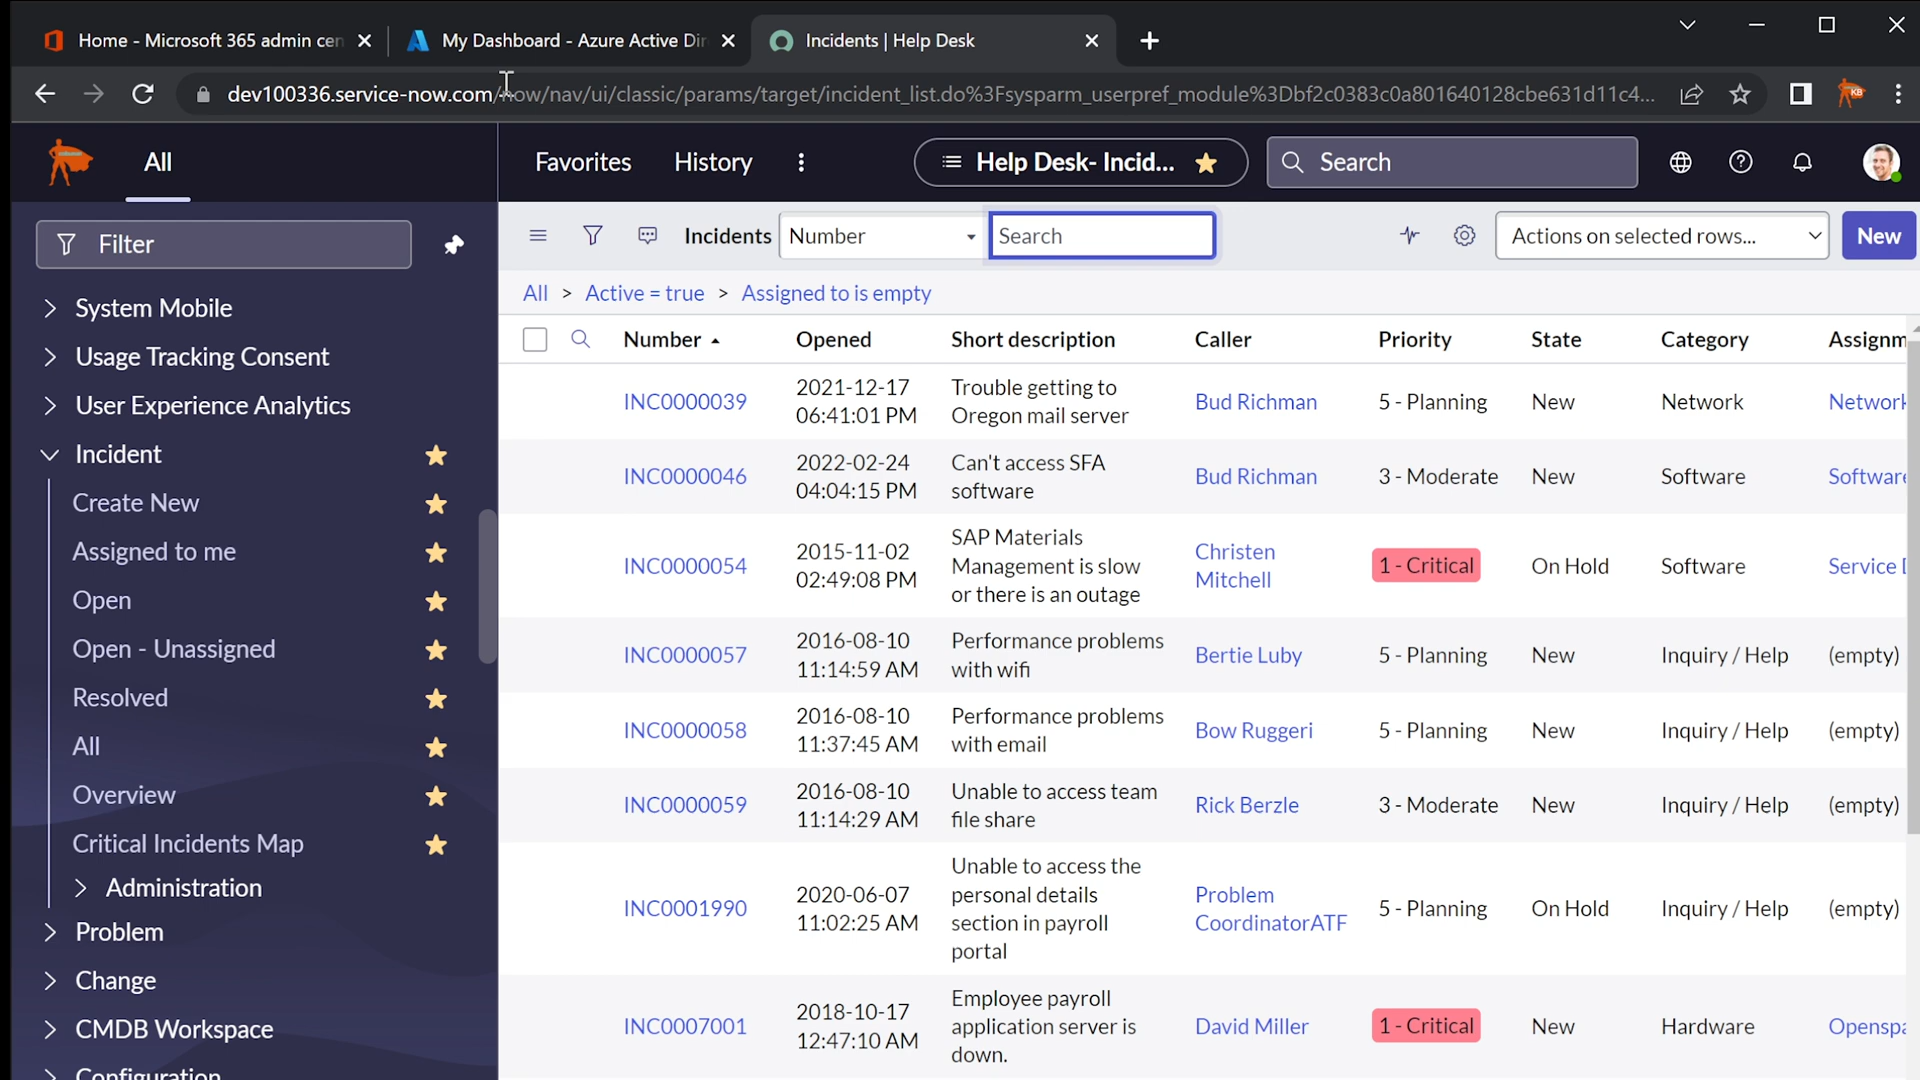 Home - Microsoft 365 admin cen
My Dashboard - Azure Active Dir
Incidents | Help Desk
dev100336.service-now.com/now/nav/ui/classic/params/target/incident_list.do%3Fsysparm_userpref_module%3Dbf2c0383c0a801640128cbe631d11c4...
KB
All
Favorites
History
Help Desk- Incid...
Search
Filter
System Mobile
Usage Tracking Consent
User Experience Analytics
Incident
Create New
Assigned to me
Open
Open - Unassigned
Resolved
All
Overview
Critical Incidents Map
Administration
Problem
Change
CMDB Workspace
Configuration
Incidents
Number
Search
Actions on selected rows...
New
All > Active = true > Assigned to is empty
Number Opened Short description Caller Priority State Category Assignm
INC0000039
2021-12-17
06:41:01 PM
Trouble getting to
Oregon mail server
Bud Richman
5 - Planning
New
Network
Network
INC0000046
2022-02-24
04:04:15 PM
Can't access SFA
software
Bud Richman
3 - Moderate
New
Software
Software
INC0000054
2015-11-02
02:49:08 PM
SAP Materials
Management is slow
or there is an outage
Christen
Mitchell
1 - Critical
On Hold
Software
Service D
INC0000057
2016-08-10
11:14:59 AM
Performance problems
with wifi
Bertie Luby
5 - Planning
New
Inquiry / Help
(empty)
INC0000058
2016-08-10
11:37:45 AM
Performance problems
with email
Bow Ruggeri
5 - Planning
New
Inquiry / Help
(empty)
INC0000059
2016-08-10
11:14:29 AM
Unable to access team
file share
Rick Berzle
3 - Moderate
New
Inquiry / Help
(empty)
INC0001990
2020-06-07
11:02:25 AM
Unable to access the
personal details
section in payroll
portal
Problem
CoordinatorATF
5 - Planning
On Hold
Inquiry / Help
(empty)
INC0007001
2018-10-17
12:47:10 AM
Employee payroll
application server is
down.
David Miller
1 - Critical
New
Hardware
Openspa